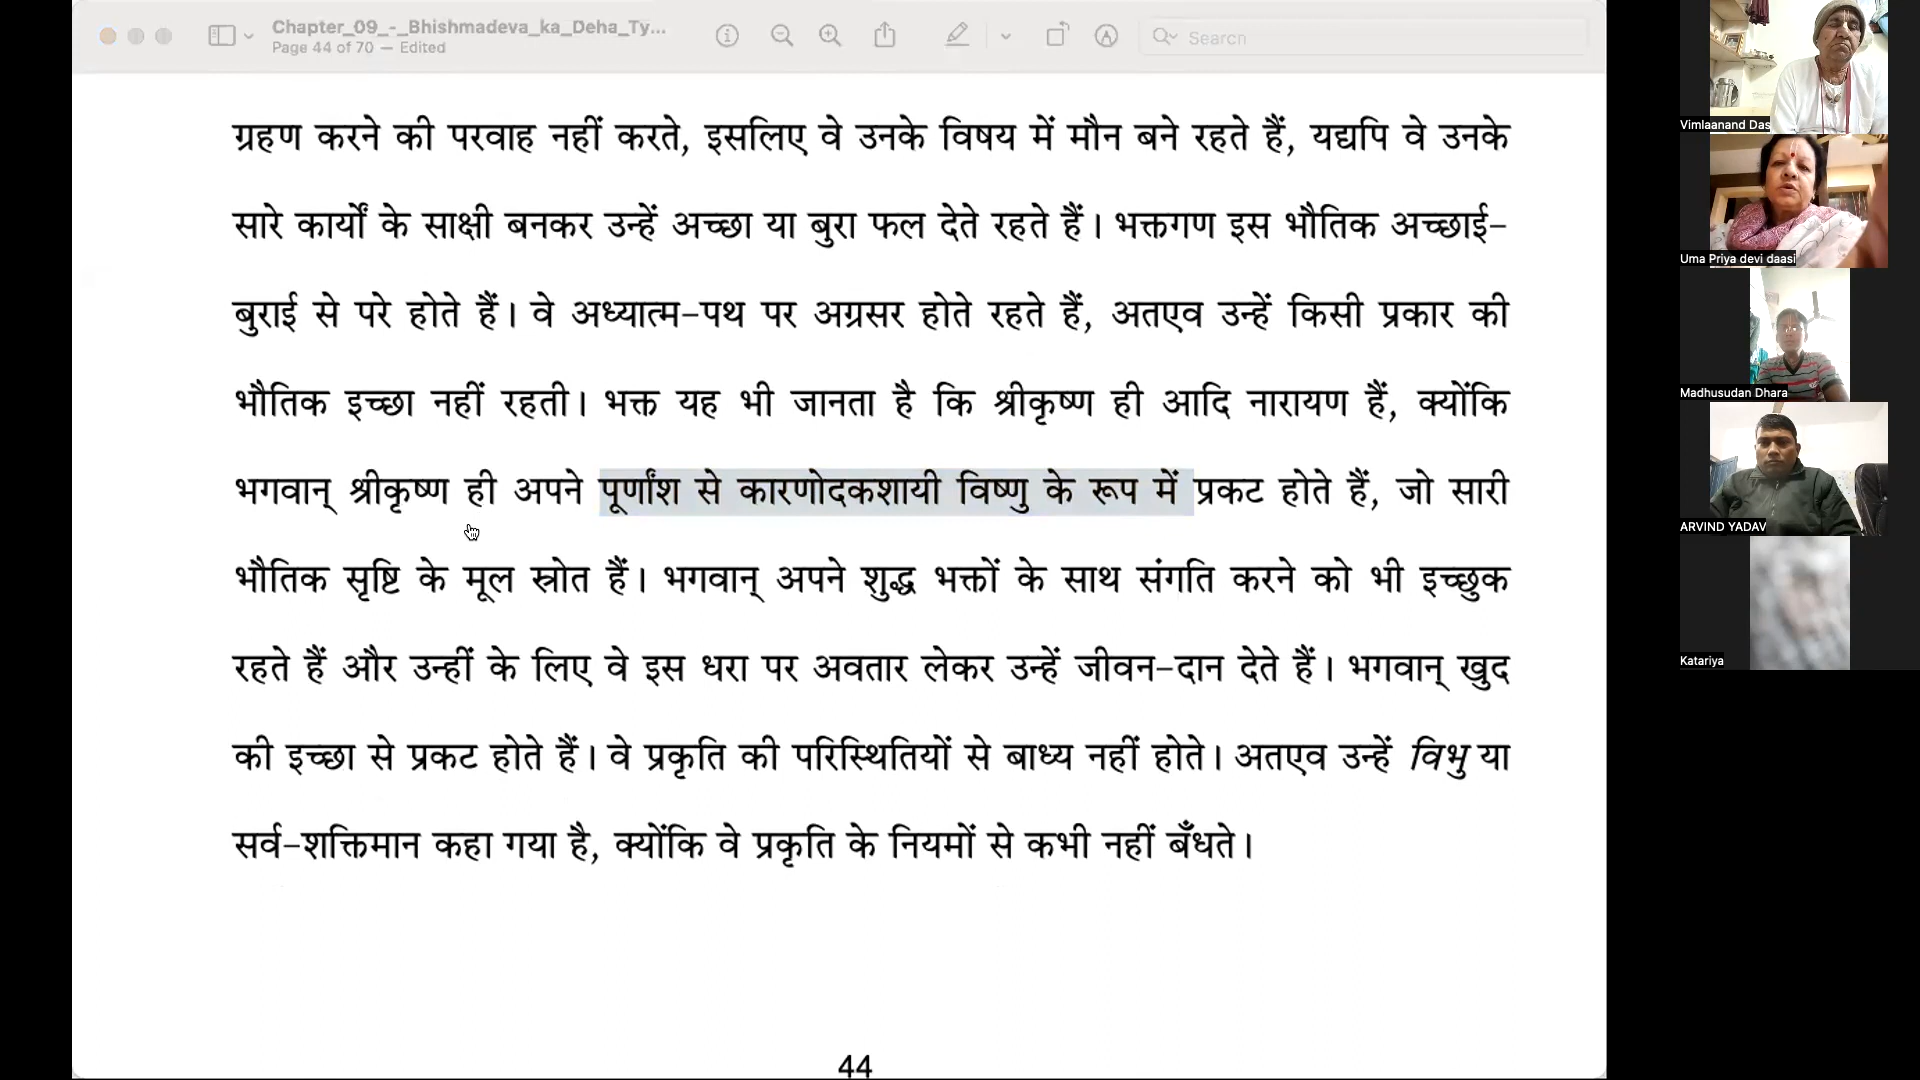 Chapter_09_-_Bhishmadeva_ka_Deha_Ty...
Page 44 of 70 — Edited
Search
ग्रहण करने की परवाह नहीं करते, इसलिए वे उनके विषय में मौन बने रहते हैं, यद्यपि वे उनके
सारे कार्यों के साक्षी बनकर उन्हें अच्छा या बुरा फल देते रहते हैं। भक्तगण इस भौतिक अच्छाई-
बुराई से परे होते हैं। वे अध्यात्म-पथ पर अग्रसर होते रहते हैं, अतएव उन्हें किसी प्रकार की
भौतिक इच्छा नहीं रहती। भक्त यह भी जानता है कि श्रीकृष्ण ही आदि नारायण हैं, क्योंकि
भगवान् श्रीकृष्ण ही अपने पूर्णांश से कारणोदकशायी विष्णु के रूप में प्रकट होते हैं, जो सारी
भौतिक सृष्टि के मूल स्रोत हैं। भगवान् अपने शुद्ध भक्तों के साथ संगति करने को भी इच्छुक
रहते हैं और उन्हीं के लिए वे इस धरा पर अवतार लेकर उन्हें जीवन-दान देते हैं। भगवान् खुद
की इच्छा से प्रकट होते हैं। वे प्रकृति की परिस्थितियों से बाध्य नहीं होते। अतएव उन्हें विभु या
सर्व-शक्तिमान कहा गया है, क्योंकि वे प्रकृति के नियमों से कभी नहीं बँधते।
44
Vimlaanand Das
Uma Priya devi daasi
Madhusudan Dhara
ARVIND YADAV
Katariya